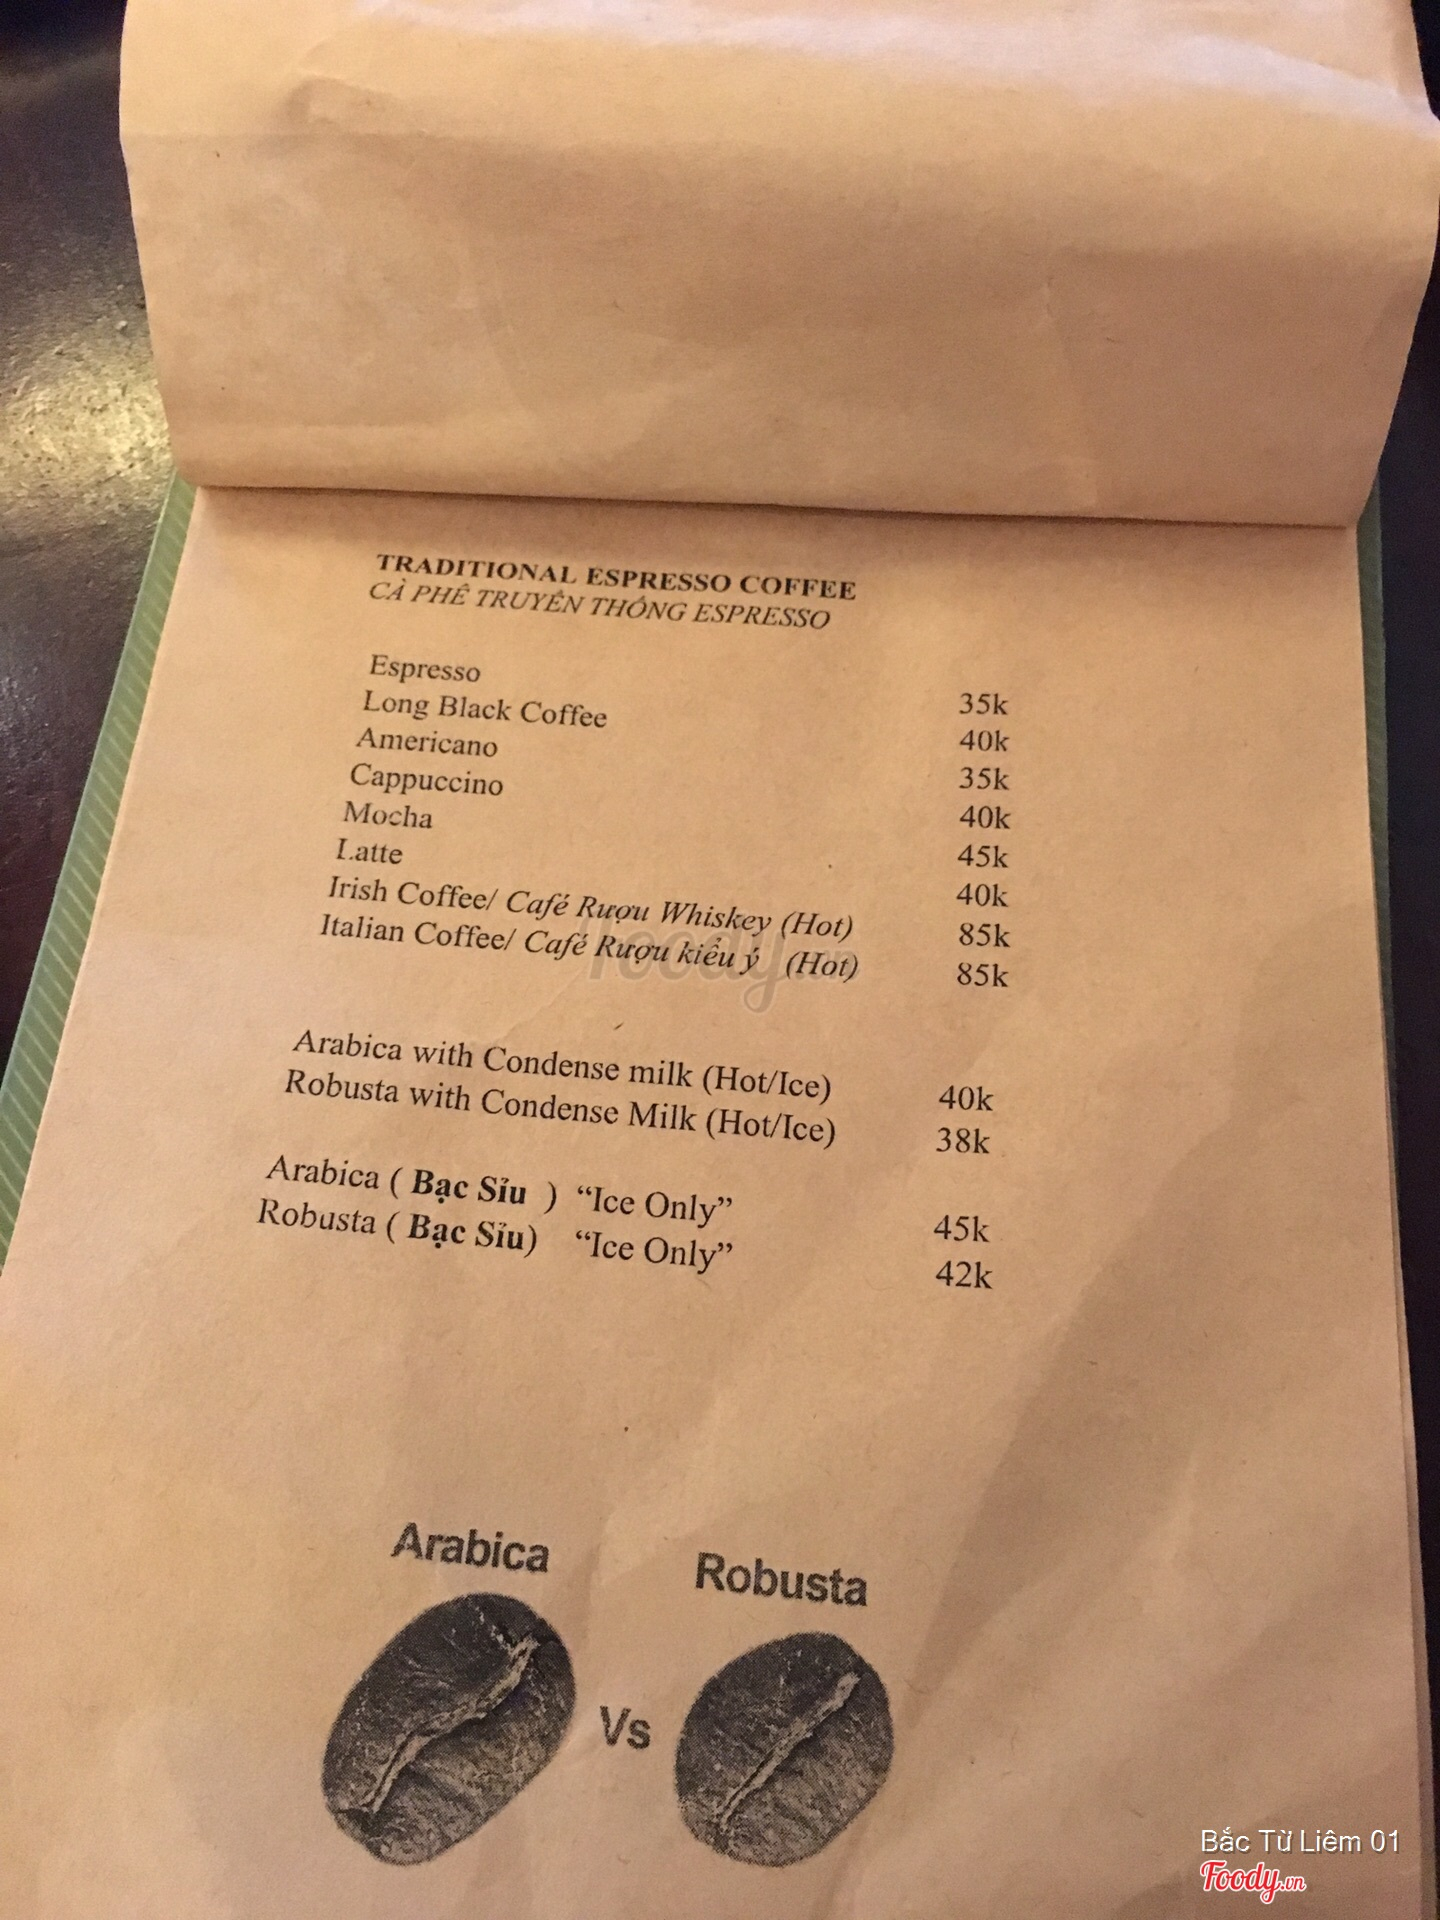 TRADITIONAL ESPRESSO COFFEE
CÀ PHÊ TRUYỀN THỐNG ESPRESSO
Espresso 35k
Long Black Coffee 40k
Americano 35k
Cappuccino 40k
Mocha 45k
Latte 40k
Irish Coffee/ Café Rượu Whiskey (Hot) 85k
Italian Coffee/ Café Rượu kiểu ý (Hot) 85k
Arabica with Condense milk (Hot/Ice) 40k
Robusta with Condense Milk (Hot/Ice) 38k
Arabica ( Bạc Sỉu ) “Ice Only” 45k
Robusta ( Bạc Sỉu) “Ice Only” 42k
Arabica
Robusta
Vs
Bắc Từ Liêm 01
Foody.vn